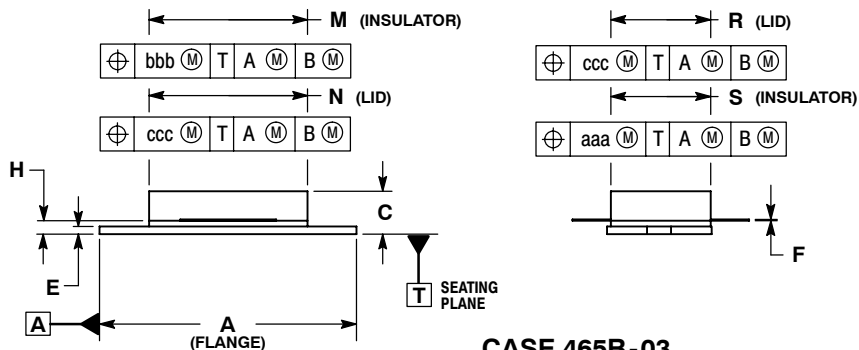 M (INSULATOR)
⌖ bbb Ⓜ T A Ⓜ B Ⓜ
N (LID)
⌖ ccc Ⓜ T A Ⓜ B Ⓜ
R (LID)
⌖ ccc Ⓜ T A Ⓜ B Ⓜ
S (INSULATOR)
⌖ aaa Ⓜ T A Ⓜ B Ⓜ
H
C
E
F
T SEATING
PLANE
A
A
(FLANGE)